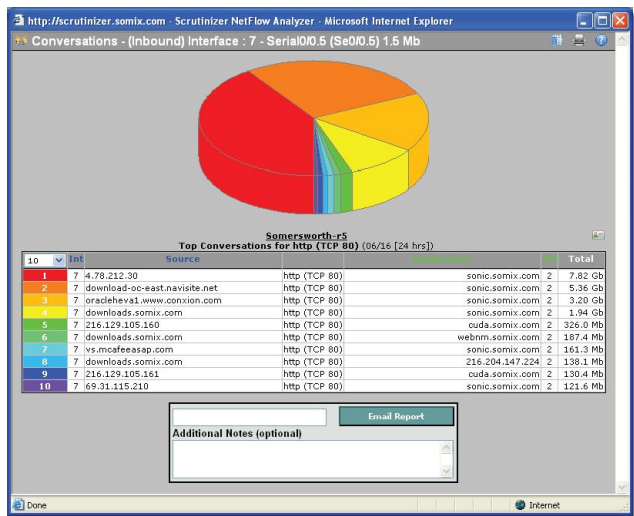 http://scrutinizer.somix.com - Scrutinizer NetFlow Analyzer - Microsoft Internet Explorer
Conversations - (Inbound) Interface : 7 - Serial0/0.5 (Se0/0.5) 1.5 Mb
Somersworth-r5
Top Conversations for http (TCP 80) (06/16 [24 hrs])
10 Int Source Total
1 7 4.78.212.30 http (TCP 80) sonic.somix.com 2 7.82 Gb
2 7 download-oc-east.navisite.net http (TCP 80) sonic.somix.com 2 5.36 Gb
3 7 oracleheva1.www.conxion.com http (TCP 80) sonic.somix.com 2 3.20 Gb
4 7 downloads.somix.com http (TCP 80) sonic.somix.com 2 1.94 Gb
5 7 216.129.105.160 http (TCP 80) cuda.somix.com 2 326.0 Mb
6 7 downloads.somix.com http (TCP 80) webnm.somix.com 2 187.4 Mb
7 7 vs.mcafeeasap.com http (TCP 80) sonic.somix.com 2 161.3 Mb
8 7 downloads.somix.com http (TCP 80) 216.204.147.224 2 138.1 Mb
9 7 216.129.105.161 http (TCP 80) cuda.somix.com 2 130.4 Mb
10 7 69.31.115.210 http (TCP 80) sonic.somix.com 2 121.6 Mb
Email Report
Additional Notes (optional)
Done
Internet